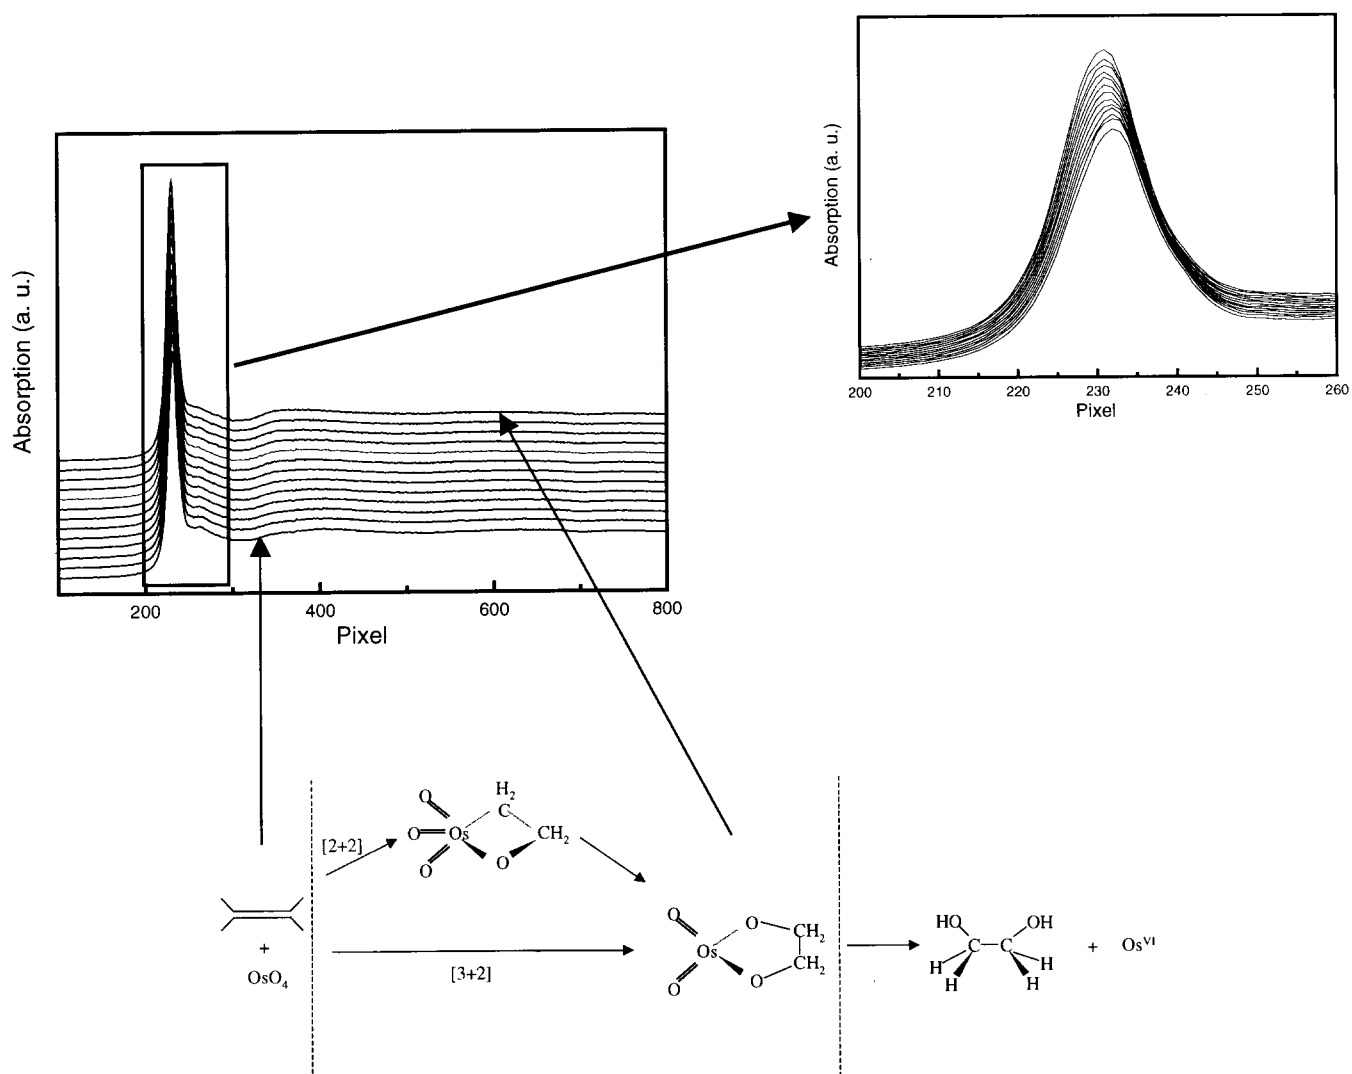 Absorption (a. u.)
200
400
600
800
Pixel
Absorption (a. u.)
200
210
220
230
240
250
260
Pixel
H2
C
O
O
Os
CH2
O
O
[2+2]
+
OsO4
[3+2]
O
O
CH2
Os
CH2
O
O
HO
OH
C
C
H
H
H
H
+
OsVI